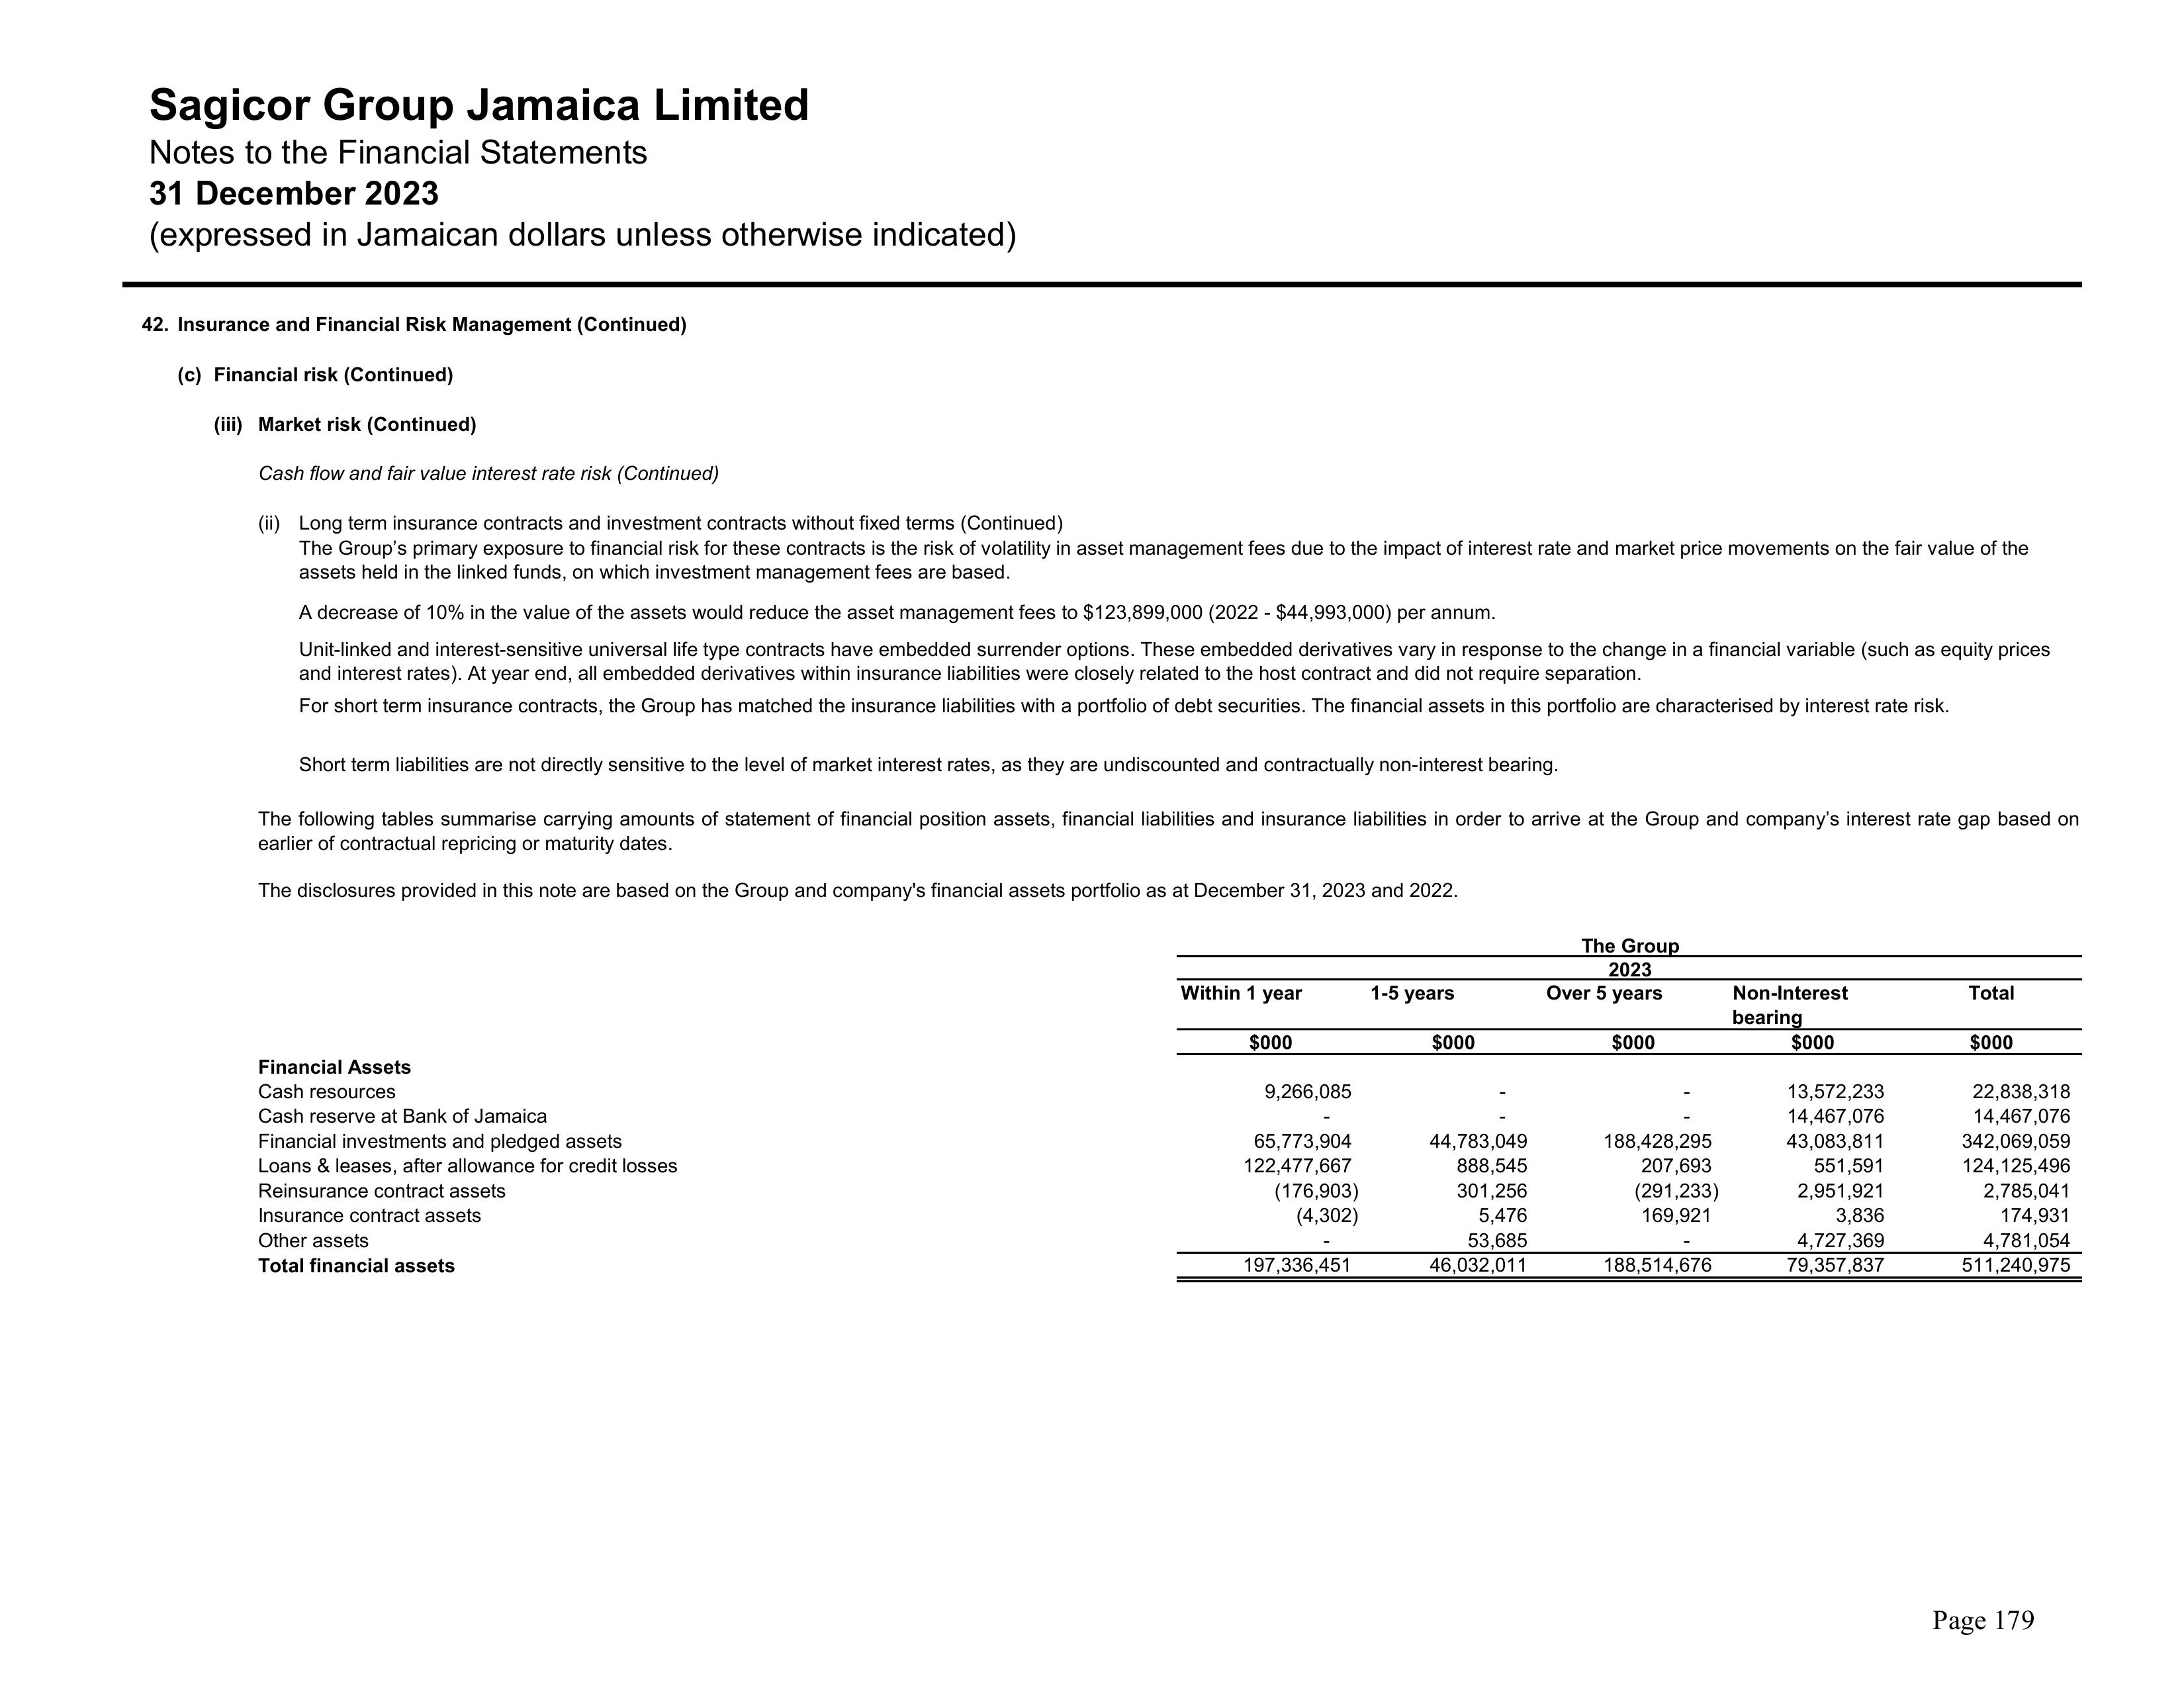 Sagicor Group Jamaica Limited
Notes to the Financial Statements
31 December 2023
(expressed in Jamaican dollars unless otherwise indicated)
42. Insurance and Financial Risk Management (Continued)
(c) Financial risk (Continued)
(iii) Market risk (Continued)
Cash flow and fair value interest rate risk (Continued)
(ii) Long term insurance contracts and investment contracts without fixed terms (Continued)
The Group’s primary exposure to financial risk for these contracts is the risk of volatility in asset management fees due to the impact of interest rate and market price movements on the fair value of the
assets held in the linked funds, on which investment management fees are based.
A decrease of 10% in the value of the assets would reduce the asset management fees to $123,899,000 (2022 - $44,993,000) per annum.
Unit-linked and interest-sensitive universal life type contracts have embedded surrender options. These embedded derivatives vary in response to the change in a financial variable (such as equity prices
and interest rates). At year end, all embedded derivatives within insurance liabilities were closely related to the host contract and did not require separation.
For short term insurance contracts, the Group has matched the insurance liabilities with a portfolio of debt securities. The financial assets in this portfolio are characterised by interest rate risk.
Short term liabilities are not directly sensitive to the level of market interest rates, as they are undiscounted and contractually non-interest bearing.
The following tables summarise carrying amounts of statement of financial position assets, financial liabilities and insurance liabilities in order to arrive at the Group and company’s interest rate gap based on
earlier of contractual repricing or maturity dates.
The disclosures provided in this note are based on the Group and company's financial assets portfolio as at December 31, 2023 and 2022.
The Group
2023
Within 1 year 1-5 years Over 5 years Non-Interest Total
bearing
$000 $000 $000 $000 $000
Financial Assets
Cash resources 9,266,085 - - 13,572,233 22,838,318
Cash reserve at Bank of Jamaica - - - 14,467,076 14,467,076
Financial investments and pledged assets 65,773,904 44,783,049 188,428,295 43,083,811 342,069,059
Loans & leases, after allowance for credit losses 122,477,667 888,545 207,693 551,591 124,125,496
Reinsurance contract assets (176,903) 301,256 (291,233) 2,951,921 2,785,041
Insurance contract assets (4,302) 5,476 169,921 3,836 174,931
Other assets - 53,685 - 4,727,369 4,781,054
Total financial assets 197,336,451 46,032,011 188,514,676 79,357,837 511,240,975
Page 179